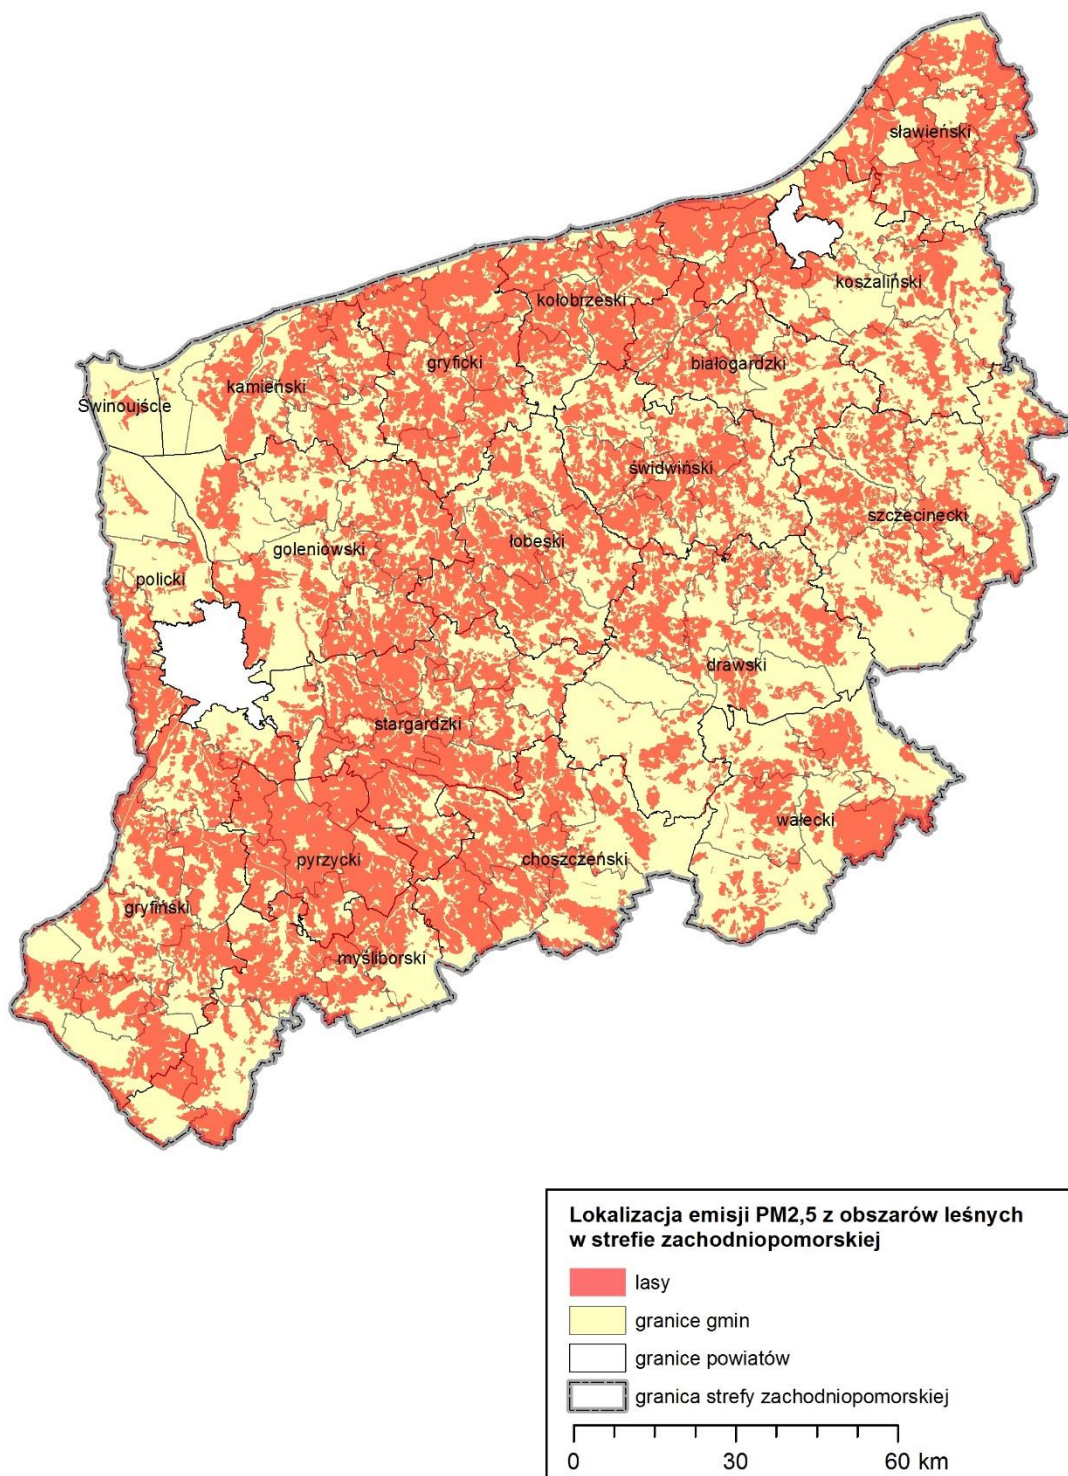 sławieński
koszaliński
kołobrzeski
białogardzki
gryficki
kamieński
Świnoujście
świdwiński
szczecinecki
łobeski
goleniowski
policki
drawski
stargardzki
wałecki
choszczeński
pyrzycki
gryfiński
myśliborski
Lokalizacja emisji PM2,5 z obszarów leśnych
w strefie zachodniopomorskiej
lasy
granice gmin
granice powiatów
granica strefy zachodniopomorskiej
0 30 60 km